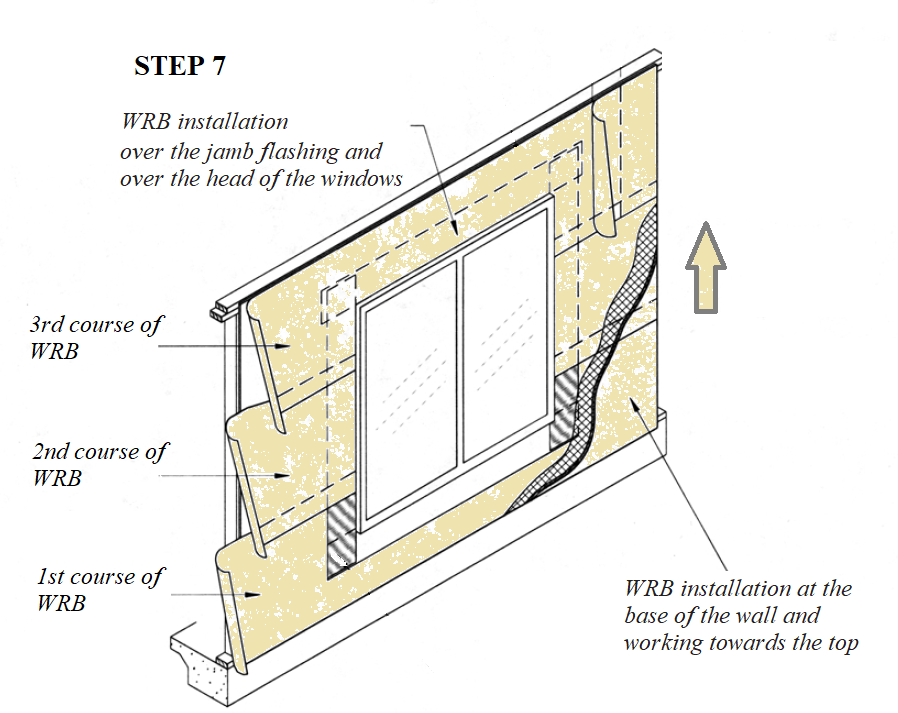 STEP 7
WRB installation
over the jamb flashing and
over the head of the windows
3rd course of
WRB
2nd course of
WRB
1st course of
WRB
WRB installation at the
base of the wall and
working towards the top